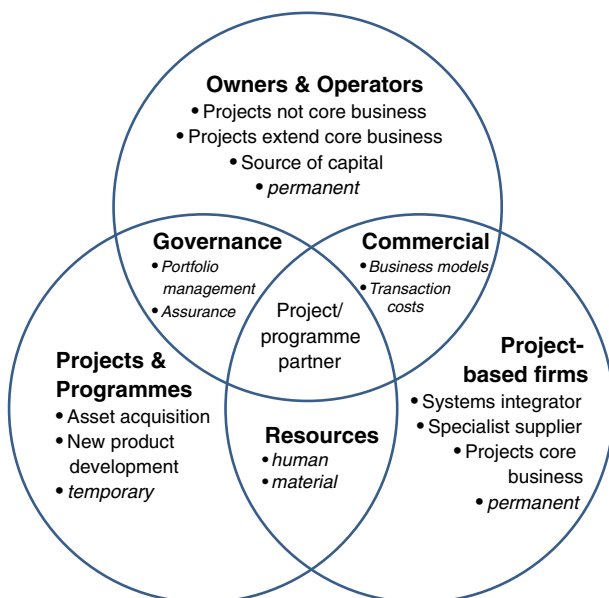 Owners & Operators
• Projects not core business
• Projects extend core business
• Source of capital
• permanent
Governance
• Portfolio
management
• Assurance
Commercial
• Business models
• Transaction
costs
Project/
programme
partner
Projects &
Programmes
• Asset acquisition
• New product
development
• temporary
Project-
based firms
• Systems integrator
• Specialist supplier
• Projects core
business
• permanent
Resources
• human
• material